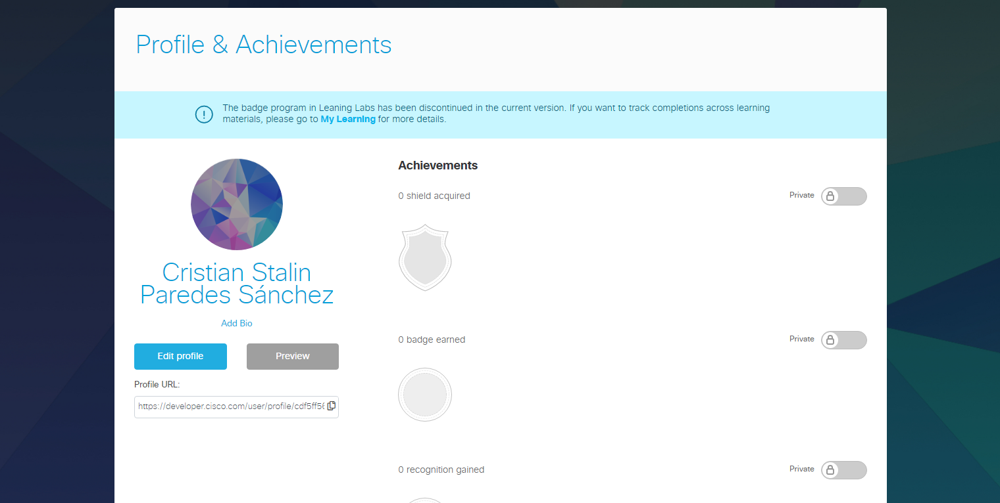 Profile & Achievements
The badge program in Leaning Labs has been discontinued in the current version. If you want to track completions across learning
materials, please go to My Learning for more details.
Achievements
0 shield acquired
Private
Cristian Stalin
Paredes Sánchez
Add Bio
Edit profile
Preview
Profile URL:
https://developer.cisco.com/user/profile/cdf5ff5
0 badge earned
Private
0 recognition gained
Private